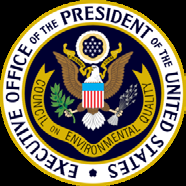 EXECUTIVE OFFICE OF THE PRESIDENT OF THE UNITED STATES
COUNCIL ON ENVIRONMENTAL QUALITY